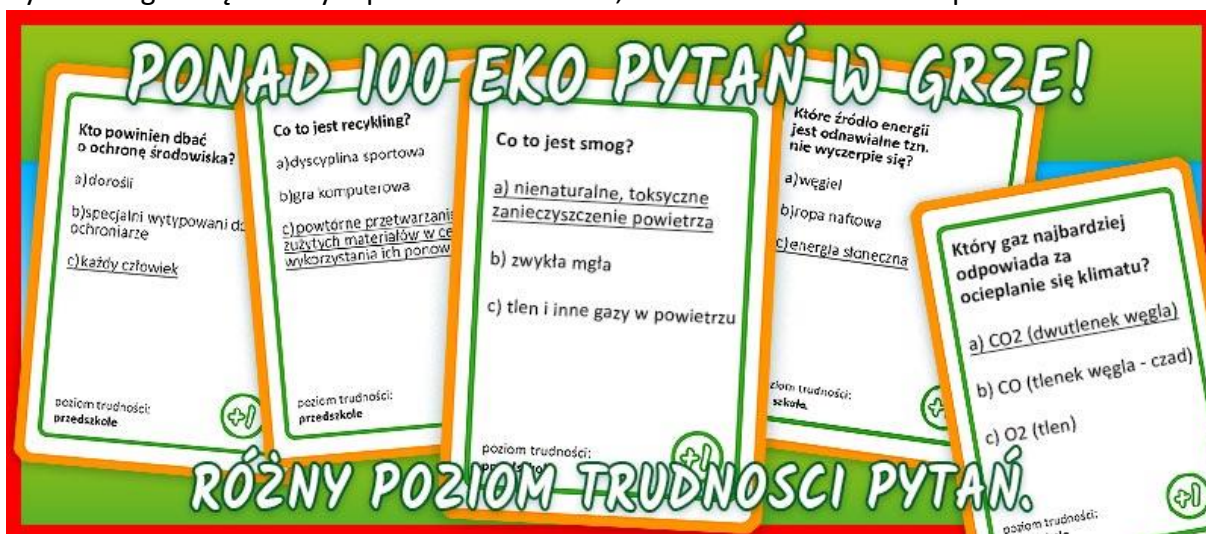 PONAD 100 EKO PYTAŃ W GRZE!
Kto powinien dbać
o ochronę środowiska?
a)dorośli
b)specjalni wytypowani do
ochroniarze
c)każdy człowiek
poziom trudności:
przedszkole
+1
Co to jest recykling?
a)dyscyplina sportowa
b)gra komputerowa
c)powtórne przetwarzanie
zużytych materiałów w
wykorzystania ich
poziom trudności:
przedszkole
Co to jest smog?
a) nienaturalne, toksyczne
zanieczyszczenie powietrza
b) zwykła mgła
c) tlen i inne gazy w powietrzu
poziom trudności:
+1
Które źródło energii
jest odnawialne tzn.
nie wyczerpie się?
a)węgiel
b)ropa naftowa
c)energia słoneczna
poziom trudności:
szkoła.
Który gaz najbardziej
odpowiada za
ocieplanie się klimatu?
a) CO2 (dwutlenek węgla)
b) CO (tlenek węgla - czad)
c) O2 (tlen)
poziom trudności:
+1
RÓŻNY POZIOM TRUDNOSCI PYTAŃ.